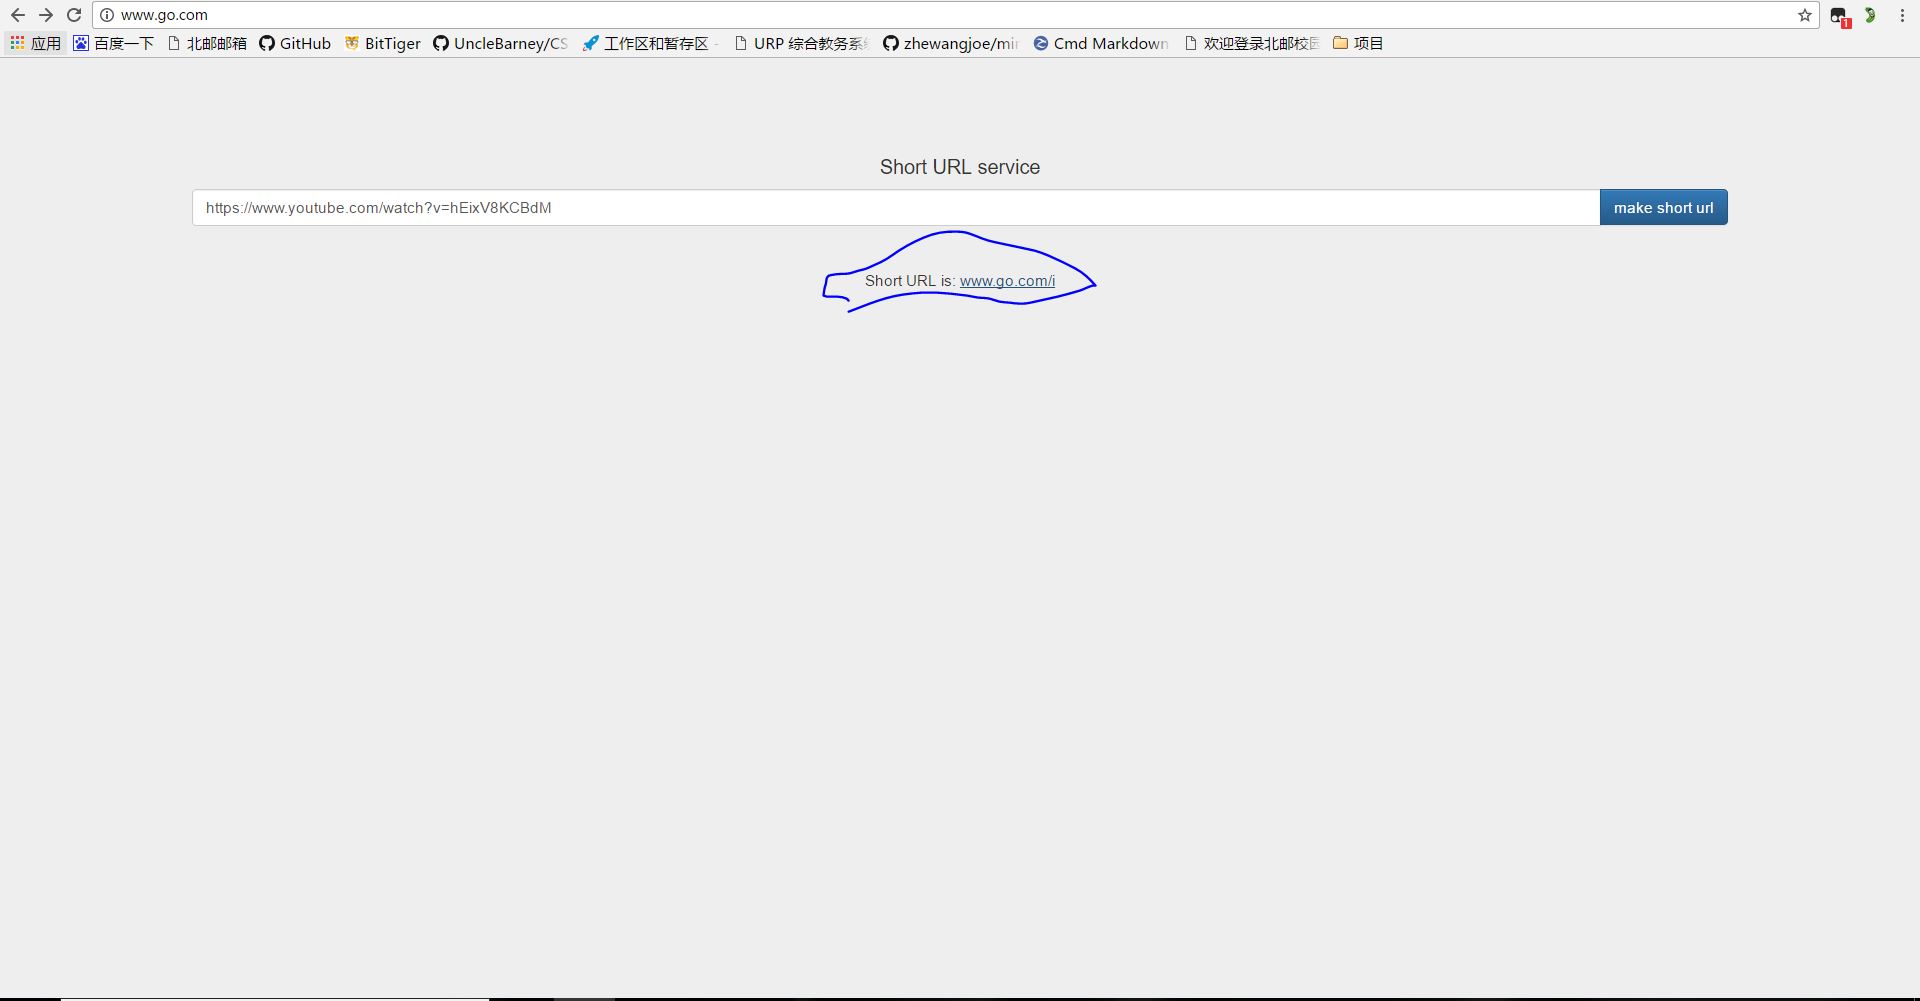 www.go.com
应用 百度一下 北邮邮箱 GitHub BitTiger UncleBarney/CS 工作区和暂存区 - URP 综合教务系 zhewangjoe/mir Cmd Markdown 欢迎登录北邮校园 项目
1
Short URL service
https://www.youtube.com/watch?v=hEixV8KCBdM make short url
Short URL is: www.go.com/i